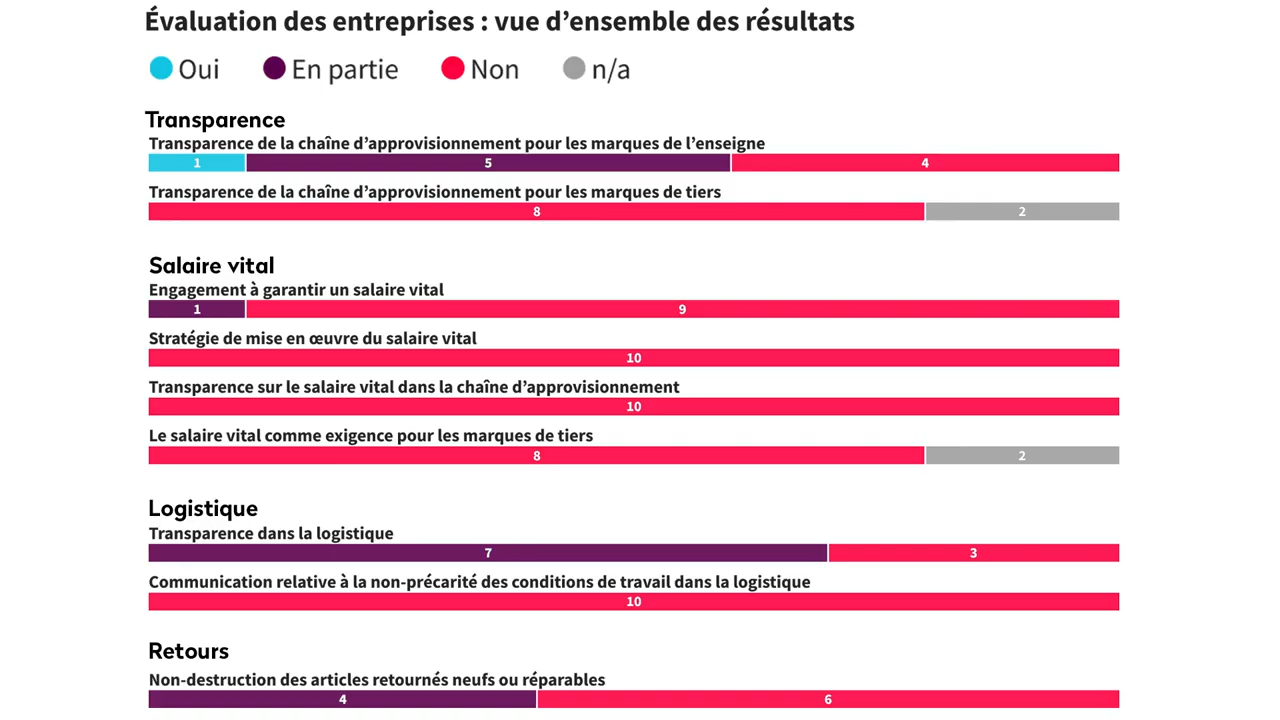 Évaluation des entreprises : vue d’ensemble des résultats
Oui En partie Non n/a
Transparence
Transparence de la chaîne d’approvisionnement pour les marques de l’enseigne
1 5 4
Transparence de la chaîne d’approvisionnement pour les marques de tiers
8 2
Salaire vital
Engagement à garantir un salaire vital
1 9
Stratégie de mise en œuvre du salaire vital
10
Transparence sur le salaire vital dans la chaîne d’approvisionnement
10
Le salaire vital comme exigence pour les marques de tiers
8 2
Logistique
Transparence dans la logistique
7 3
Communication relative à la non-précarité des conditions de travail dans la logistique
10
Retours
Non-destruction des articles retournés neufs ou réparables
4 6